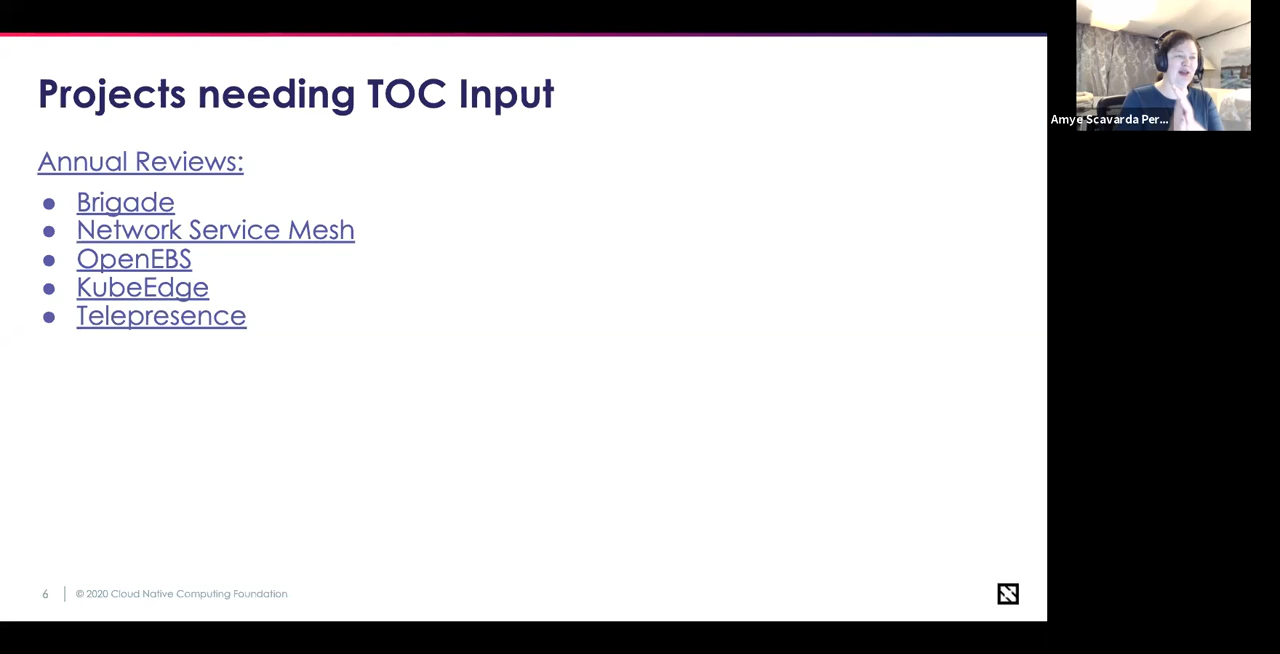 Projects needing TOC Input
Annual Reviews:
● Brigade
● Network Service Mesh
● OpenEBS
● KubeEdge
● Telepresence
6
© 2020 Cloud Native Computing Foundation
Amye Scavarda Per...